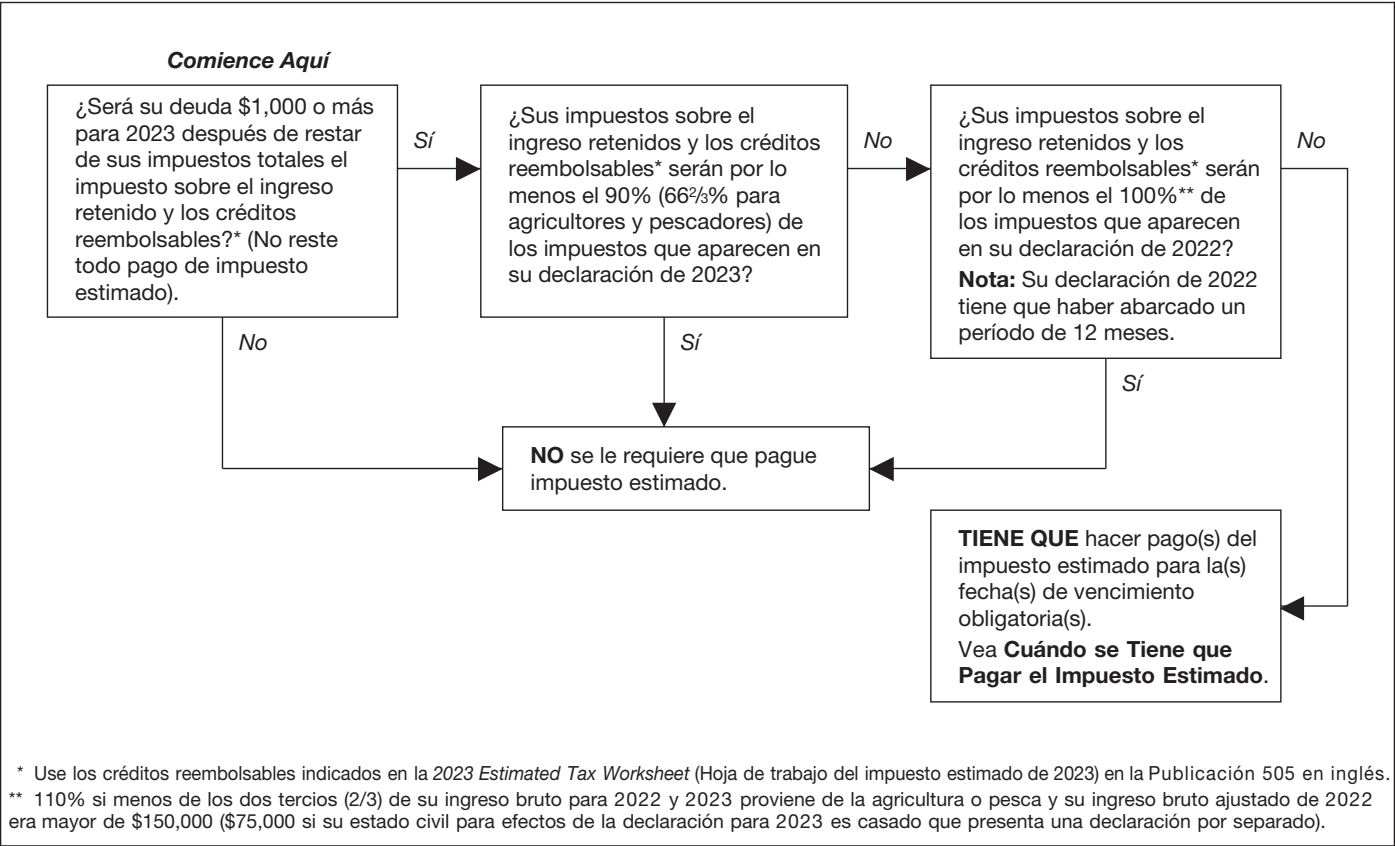 Comience Aquí
¿Será su deuda $1,000 o más
para 2023 después de restar
de sus impuestos totales el
impuesto sobre el ingreso
retenido y los créditos
reembolsables?* (No reste
todo pago de impuesto
estimado).
Sí
¿Sus impuestos sobre el
ingreso retenidos y los créditos
reembolsables* serán por lo
menos el 90% (66⅔% para
agricultores y pescadores) de
los impuestos que aparecen en
su declaración de 2023?
No
¿Sus impuestos sobre el
ingreso retenidos y los
créditos reembolsables* serán
por lo menos el 100%** de
los impuestos que aparecen
en su declaración de 2022?
Nota: Su declaración de 2022
tiene que haber abarcado un
período de 12 meses.
No
No
Sí
Sí
NO se le requiere que pague
impuesto estimado.
TIENE QUE hacer pago(s) del
impuesto estimado para la(s)
fecha(s) de vencimiento
obligatoria(s).
Vea Cuándo se Tiene que
Pagar el Impuesto Estimado.
* Use los créditos reembolsables indicados en la 2023 Estimated Tax Worksheet (Hoja de trabajo del impuesto estimado de 2023) en la Publicación 505 en inglés.
** 110% si menos de los dos tercios (2/3) de su ingreso bruto para 2022 y 2023 proviene de la agricultura o pesca y su ingreso bruto ajustado de 2022
era mayor de $150,000 ($75,000 si su estado civil para efectos de la declaración para 2023 es casado que presenta una declaración por separado).